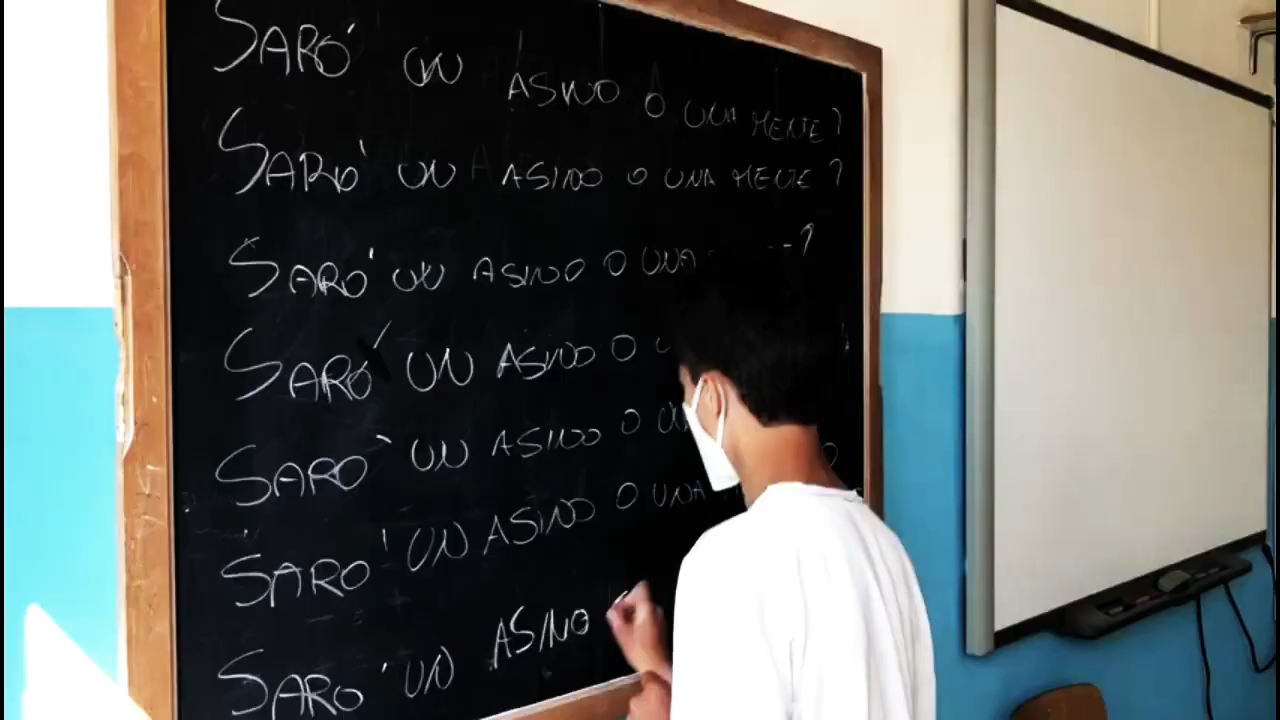 SARÓ UN ASINO O UNA MENTE?
SARO' UN ASINO O UNA MENTE?
SARO' UN ASINO O UNA ?
SARO' UN ASINO O
SARO' UN ASINO O
SARO' UN ASINO O UNA
SARO' UN ASINO